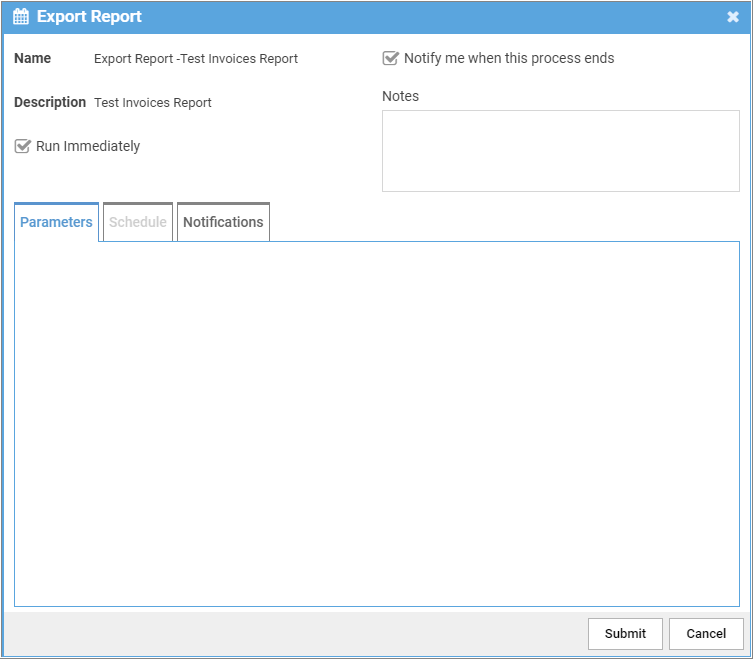 Export Report
Name Export Report -Test Invoices Report
Notify me when this process ends
Description Test Invoices Report
Notes
Run Immediately
Parameters Schedule Notifications
Submit Cancel